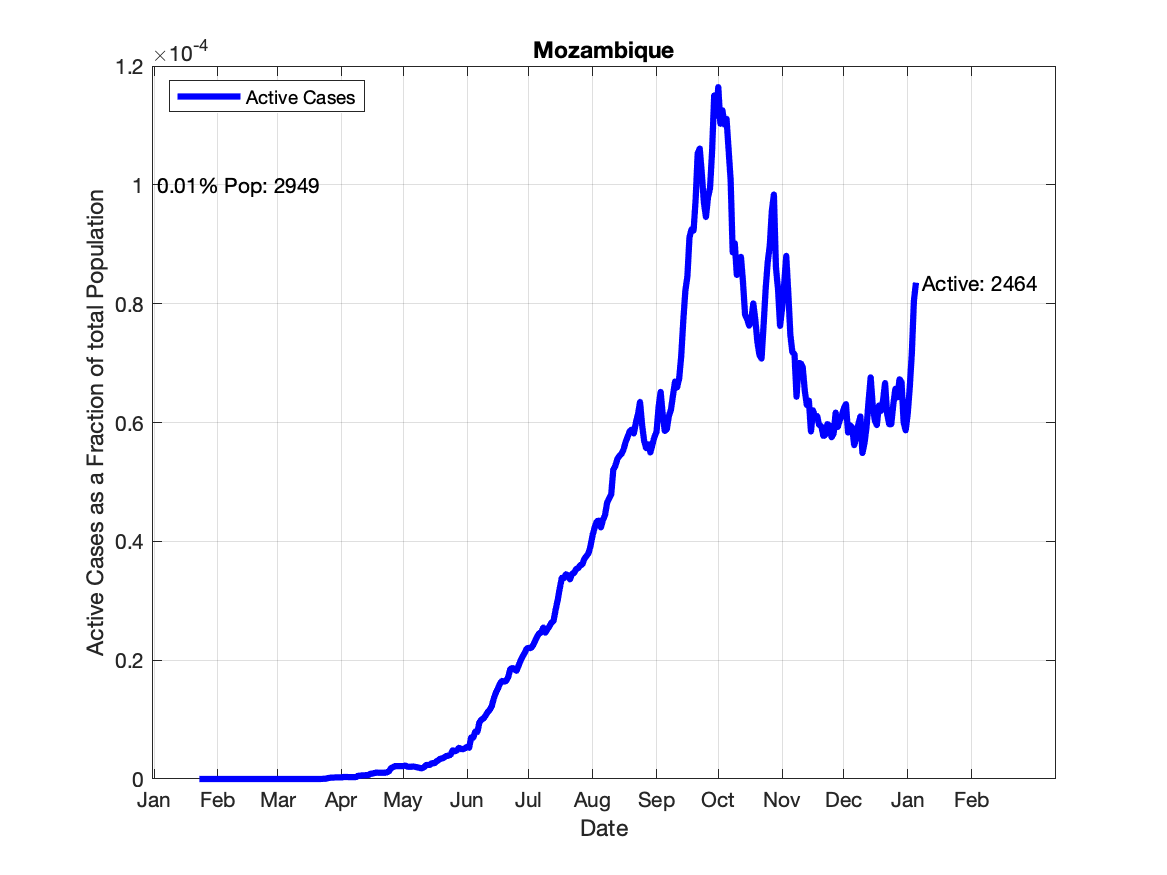 Mozambique
×10-4
1.2
Active Cases
1
0.01% Pop: 2949
0.8
Active: 2464
0.6
0.4
0.2
0
Active Cases as a Fraction of total Population
Jan Feb Mar Apr May Jun Jul Aug Sep Oct Nov Dec Jan Feb
Date